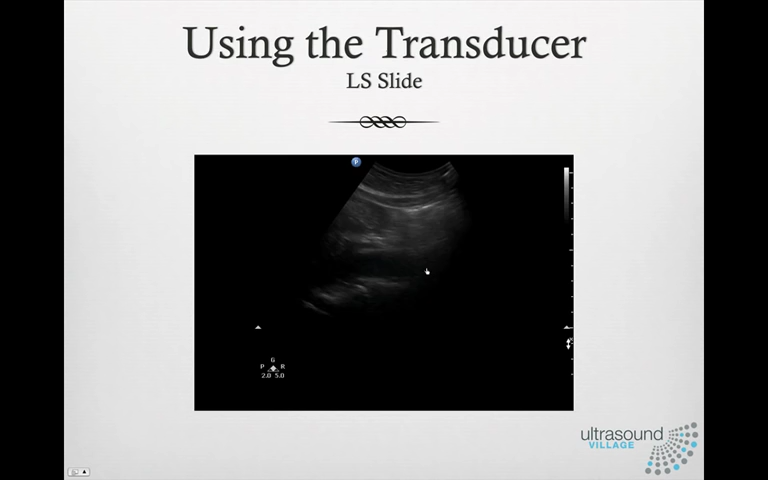 Using the Transducer
LS Slide
P
G
P R
2.0 5.0
ultrasound
VILLAGE